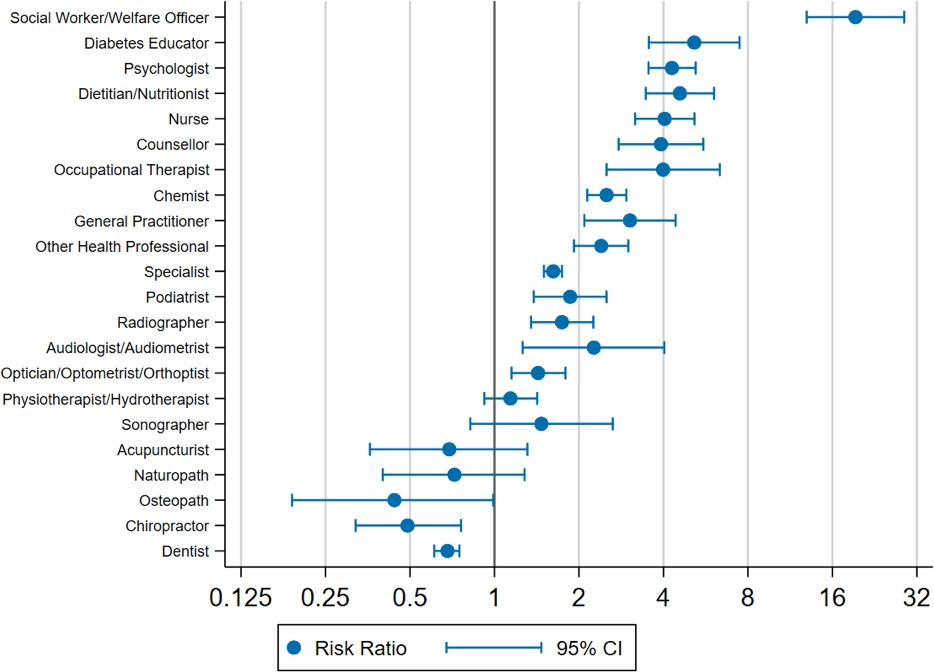 Social Worker/Welfare Officer
Diabetes Educator
Psychologist
Dietitian/Nutritionist
Nurse
Counsellor
Occupational Therapist
Chemist
General Practitioner
Other Health Professional
Specialist
Podiatrist
Radiographer
Audiologist/Audiometrist
Optician/Optometrist/Orthoptist
Physiotherapist/Hydrotherapist
Sonographer
Acupuncturist
Naturopath
Osteopath
Chiropractor
Dentist
0.125 0.25 0.5 1 2 4 8 16 32
Risk Ratio 95% CI